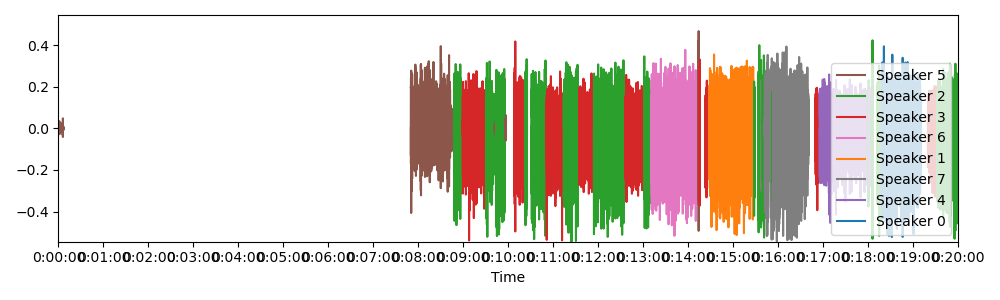 0.4
0.2
0.0
−0.2
−0.4
Speaker 5
Speaker 2
Speaker 3
Speaker 6
Speaker 1
Speaker 7
Speaker 4
Speaker 0
0:00:00 0:01:00 0:02:00 0:03:00 0:04:00 0:05:00 0:06:00 0:07:00 0:08:00 0:09:00 0:10:00 0:11:00 0:12:00 0:13:00 0:14:00 0:15:00 0:16:00 0:17:00 0:18:00 0:19:00 0:20:00
Time